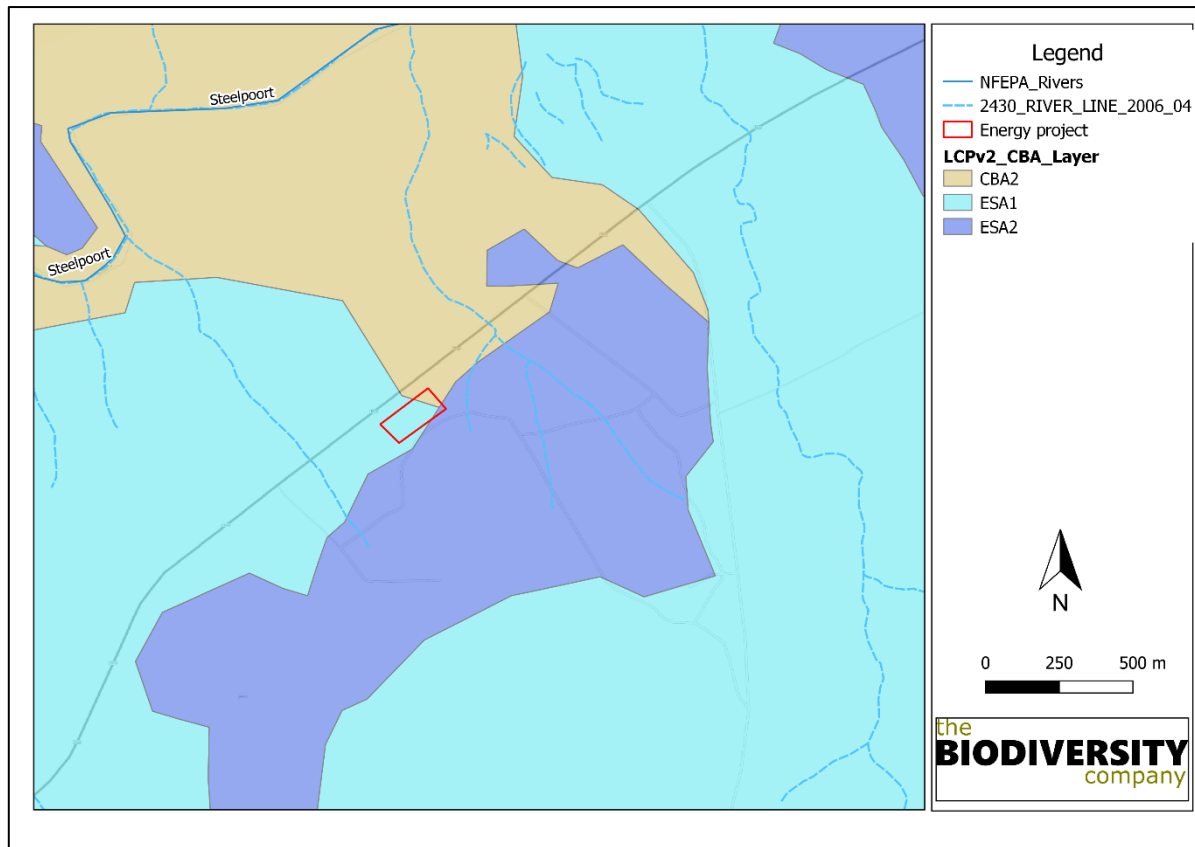 Steelpoort
Steelpoort
Legend
NFEPA_Rivers
2430_RIVER_LINE_2006_04
Energy project
LCPv2_CBA_Layer
CBA2
ESA1
ESA2
N
0 250 500 m
the
BIODIVERSITY
company